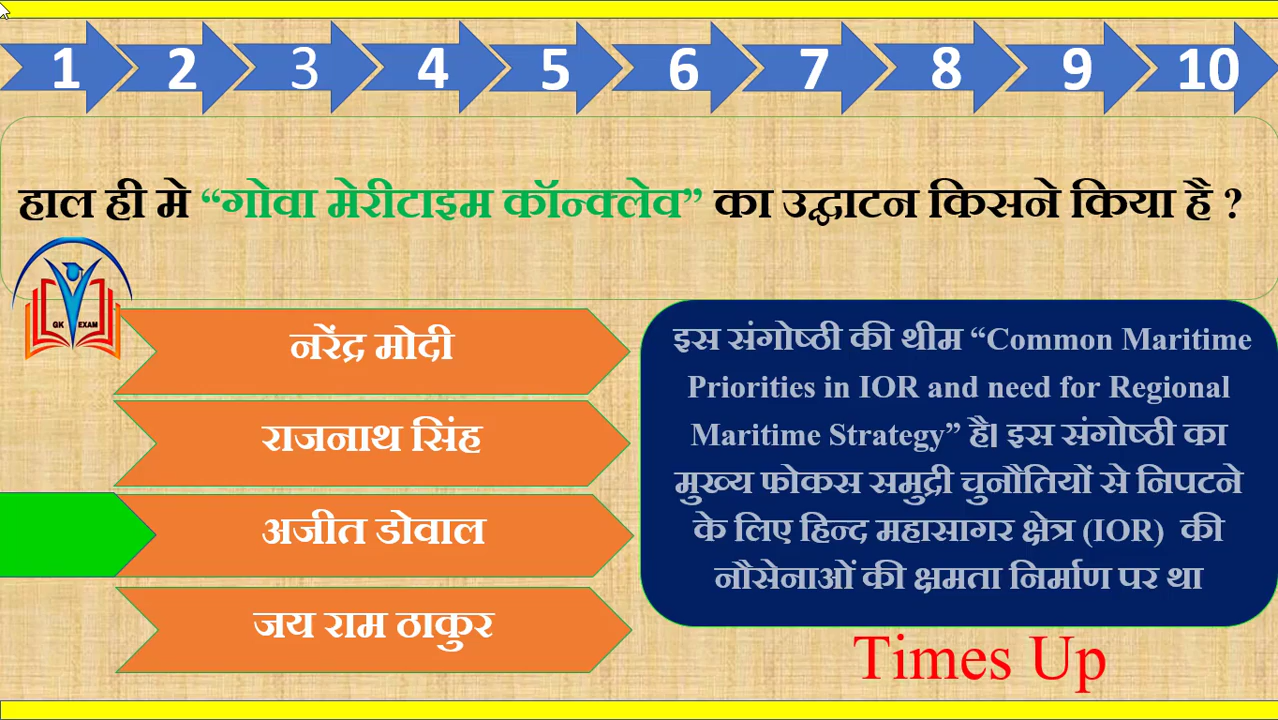 1 2 3 4 5 6 7 8 9 10
हाल ही मे “गोवा मेरीटाइम कॉन्क्लेव” का उद्घाटन किसने किया है ?
GK EXAM
नरेंद्र मोदी
राजनाथ सिंह
अजीत डोवाल
जय राम ठाकुर
इस संगोष्ठी की थीम “Common Maritime
Priorities in IOR and need for Regional
Maritime Strategy” है। इस संगोष्ठी का
मुख्य फोकस समुद्री चुनौतियों से निपटने
के लिए हिन्द महासागर क्षेत्र (IOR) की
नौसेनाओं की क्षमता निर्माण पर था
Times Up